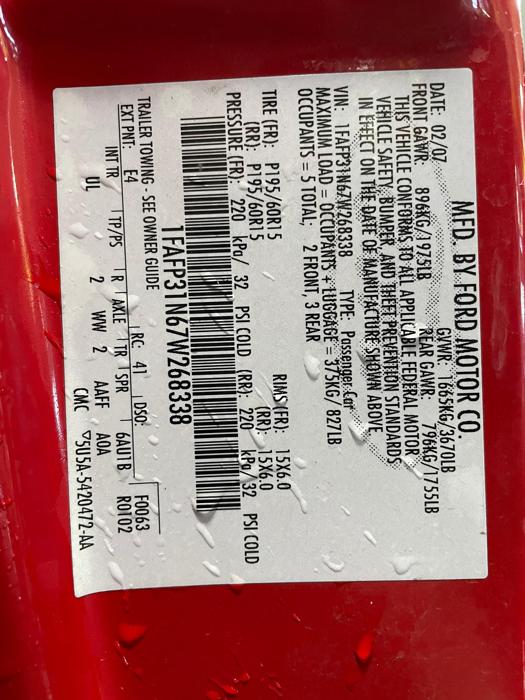 MFD. BY FORD MOTOR CO.
DATE: 02/07 GVWR: 1665KG/3670LB
FRONT GAWR: 896KG/1975LB REAR GAWR: 796KG/1755LB
THIS VEHICLE CONFORMS TO ALL APPLICABLE FEDERAL MOTOR
VEHICLE SAFETY, BUMPER, AND THEFT PREVENTION STANDARDS
IN EFFECT ON THE DATE OF MANUFACTURE SHOWN ABOVE.
VIN: 1FAFP31N67W268338 TYPE: Passenger Car
MAXIMUM LOAD = OCCUPANTS + LUGGAGE = 375KG/827LB
OCCUPANTS = 5 TOTAL; 2 FRONT, 3 REAR
TIRE (FR): P195/60R15 RIMS (FR): 15X6.0
(RR): P195/60R15 (RR): 15X6.0
PRESSURE (FR): 220 kPa/ 32 PSI COLD (RR): 220 kPa/32 PSI COLD
1FAFP31N67W268338
TRAILER TOWING - SEE OWNER GUIDE
EXT PNT: E4 RC: 41 DSO: F0063
R0102
INT TR TP/PS R AXLE TR SPR 6AU1B
UL 2 WW 2 AAFF AOA
CMC ▽5U5A-5420472-AA